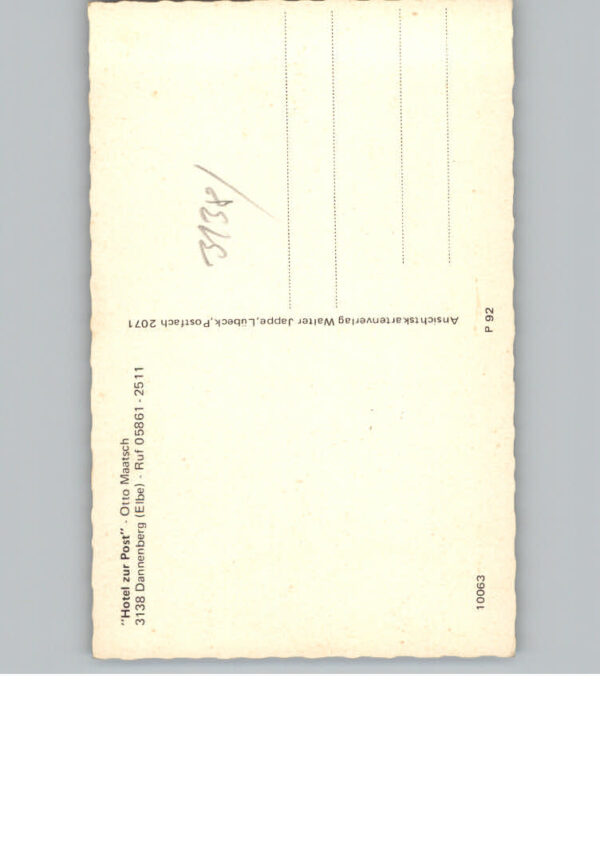 "Hotel zur Post" - Otto Maatsch
3138 Dannenberg (Elbe) - Ruf 05861 - 2511
10063
Ansichtskartenverlag Walter Jappe, Lübeck, Postfach 2071
P 92
3138/